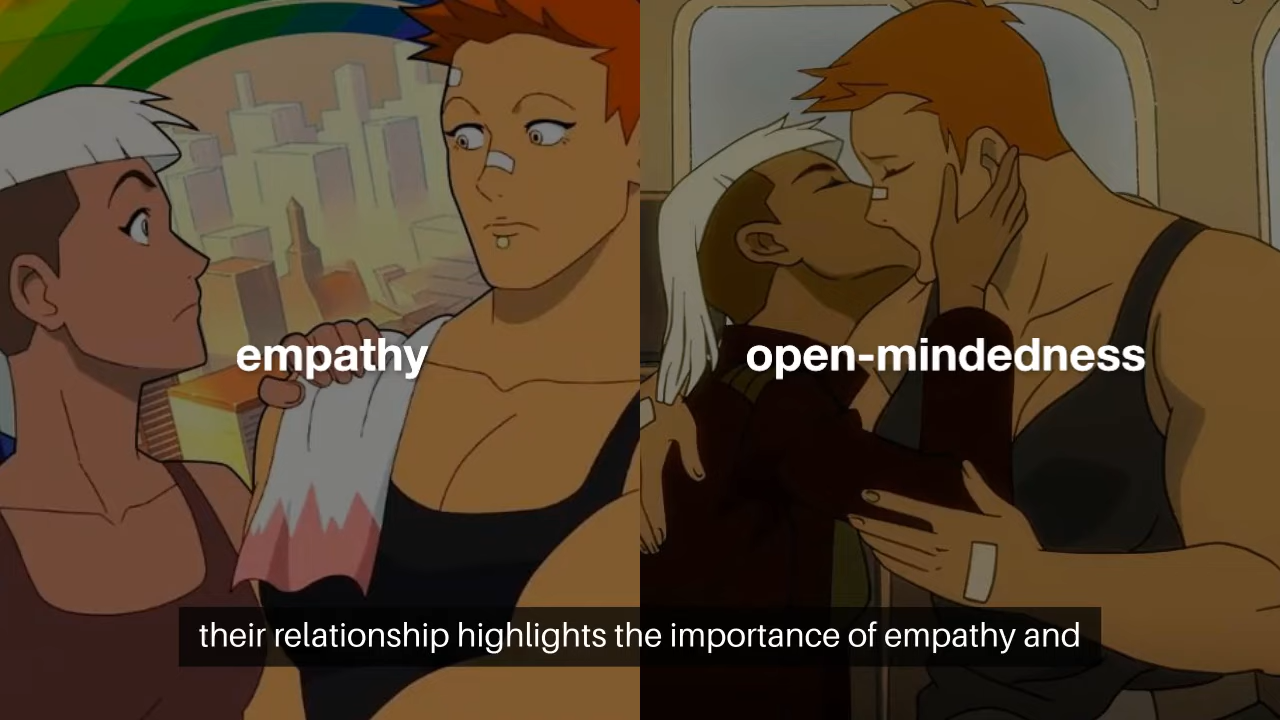 empathy
open-mindedness
their relationship highlights the importance of empathy and